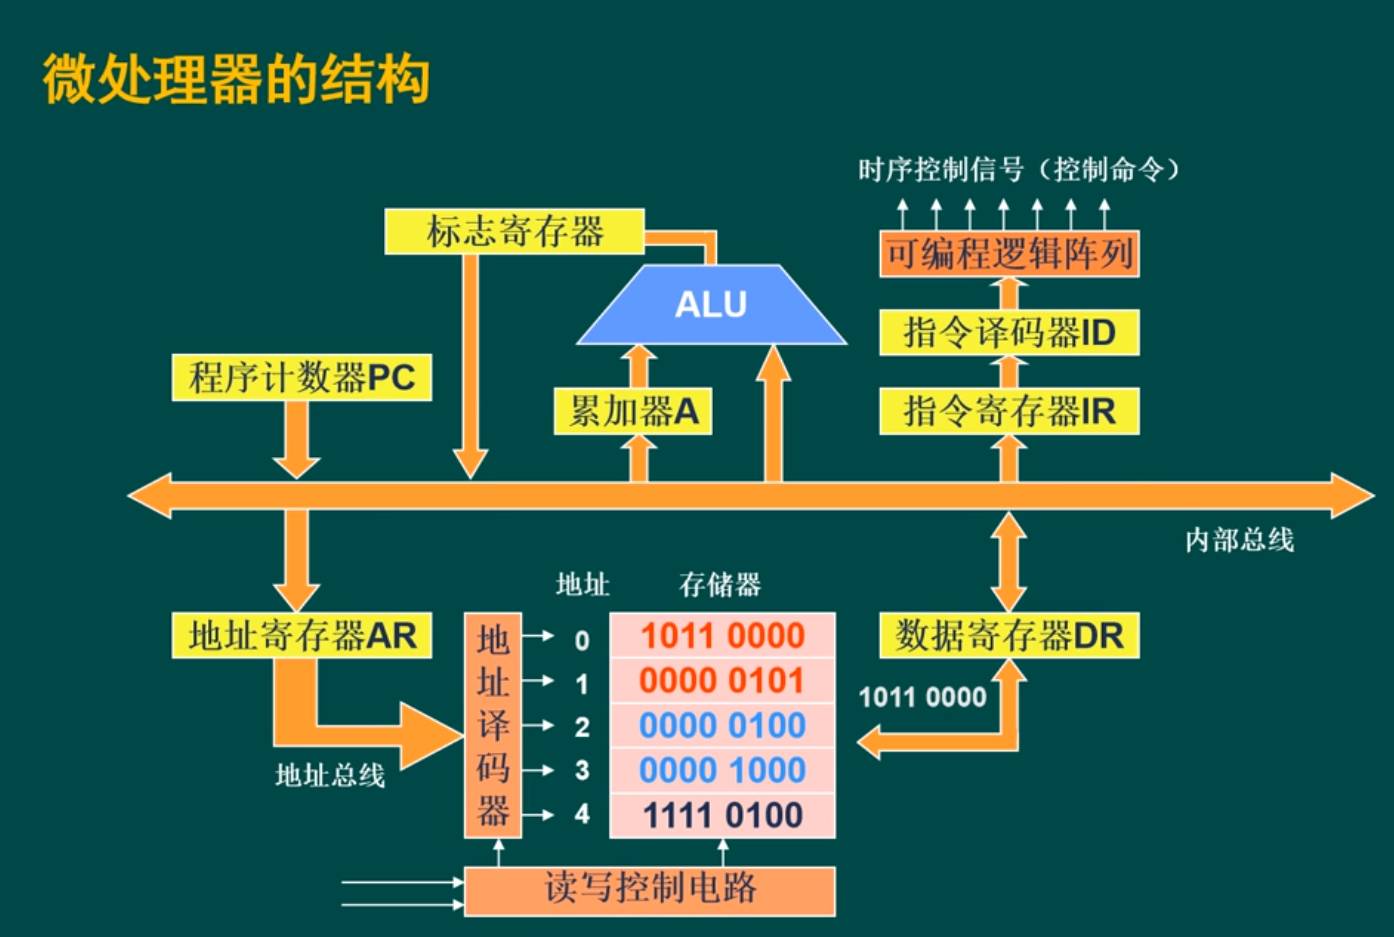 微处理器的结构
时序控制信号（控制命令）
标志寄存器
可编程逻辑阵列
ALU
指令译码器ID
程序计数器PC
累加器A
指令寄存器IR
内部总线
地址
存储器
地址寄存器AR
地址译码器
0
1011 0000
数据寄存器DR
1
0000 0101
1011 0000
2
0000 0100
3
0000 1000
地址总线
4
1111 0100
读写控制电路